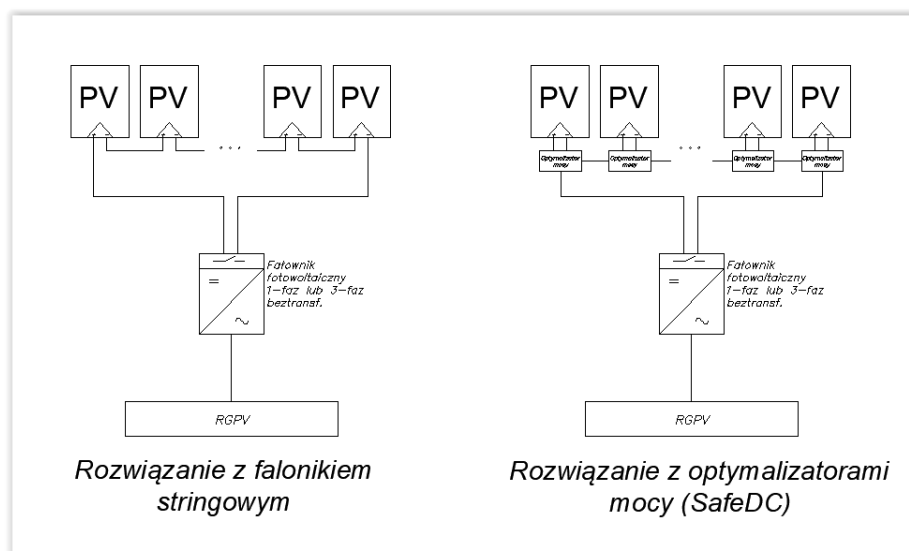 PV PV PV PV
. . .
Fałownik
fotowoltaiczny
1-faz lub 3-faz
beztransf.
RGPV
Rozwiązanie z falonikiem
stringowym
PV PV PV PV
Optymalizator
mocy
Optymalizator
mocy
. . .
Optymalizator
mocy
Optymalizator
mocy
Fałownik
fotowoltaiczny
1-faz lub 3-faz
beztransf.
RGPV
Rozwiązanie z optymalizatorami
mocy (SafeDC)